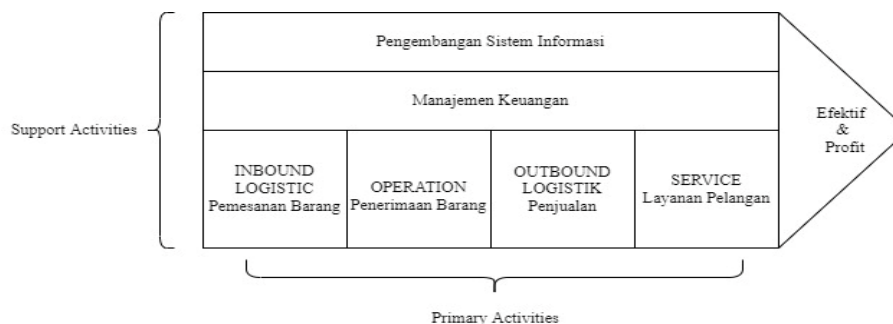 Pengembangan Sistem Informasi
Manajemen Keuangan
Support Activities
Efektif
&
Profit
INBOUND
LOGISTIC
Pemesanan Barang
OPERATION
Penerimaan Barang
OUTBOUND
LOGISTIK
Penjualan
SERVICE
Layanan Pelangan
Primary Activities